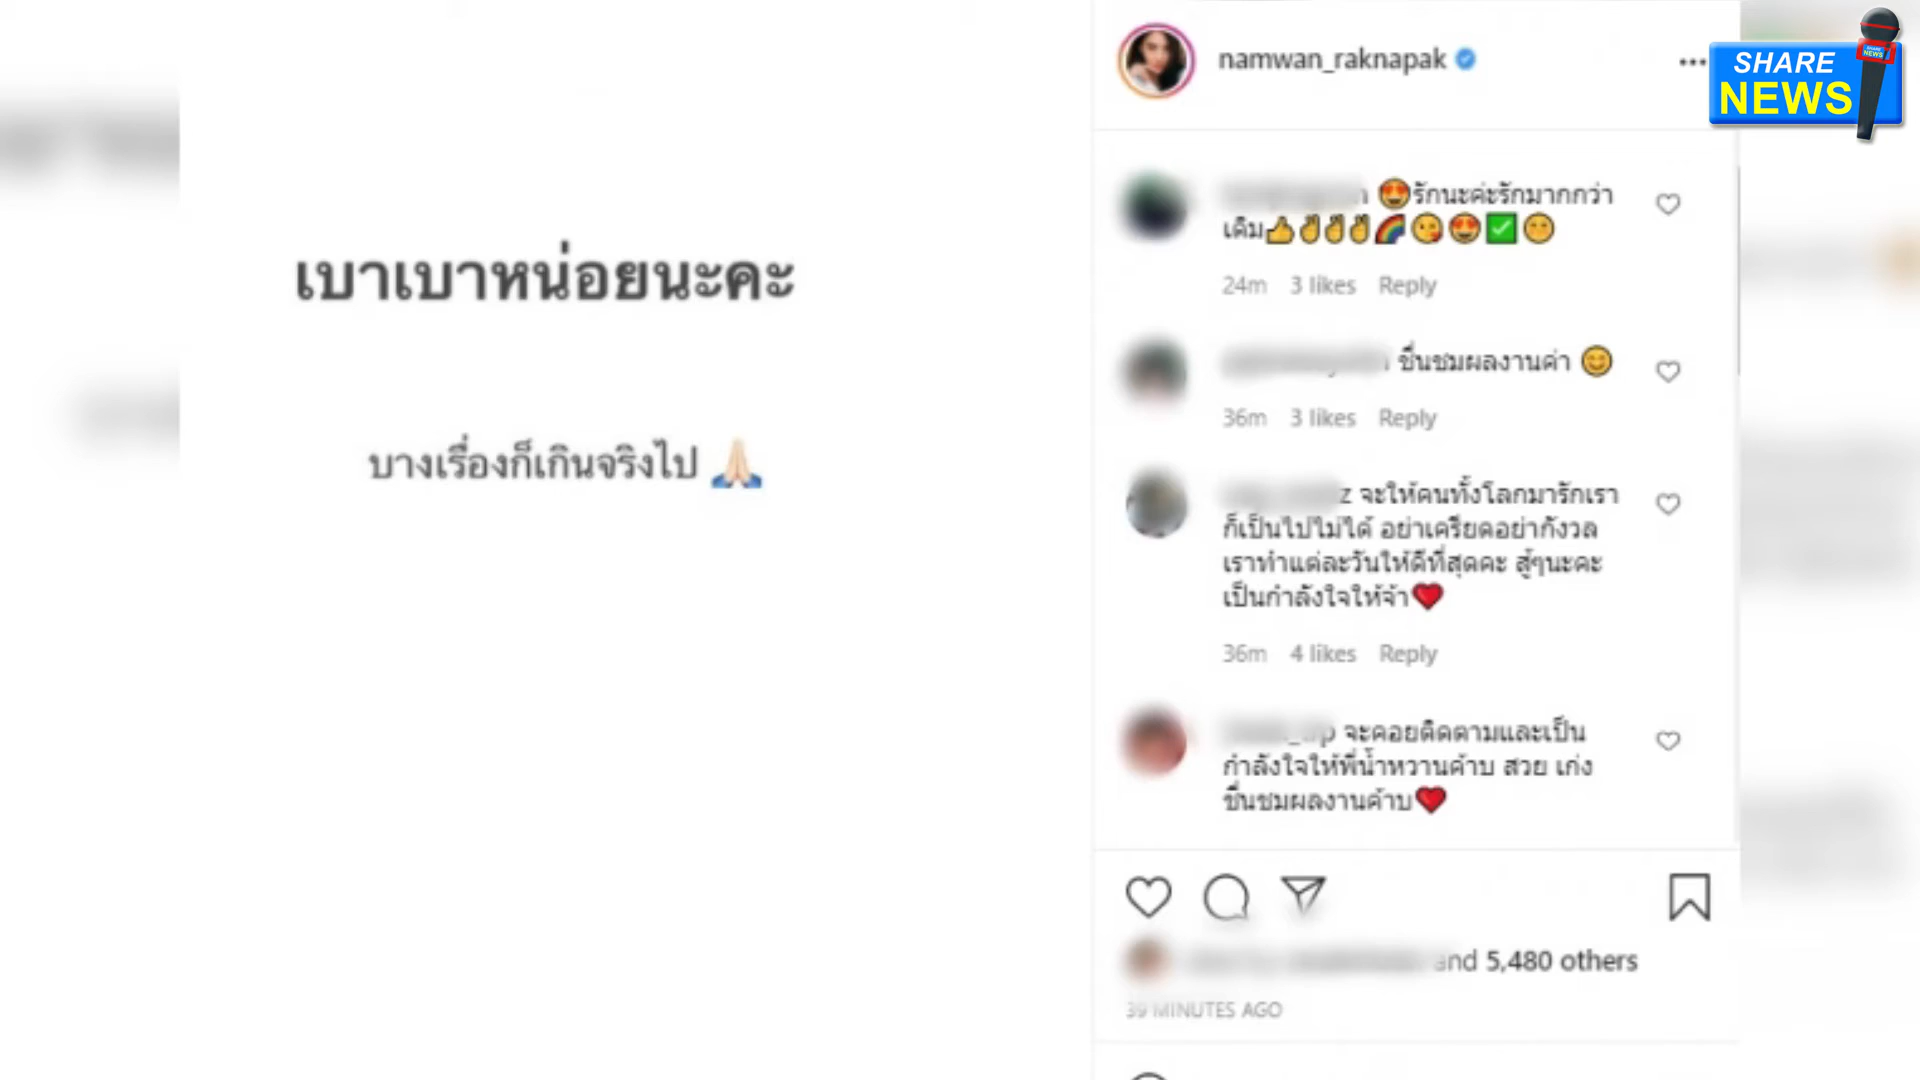 เบาเบาหน่อยนะคะ
บางเรื่องก็เกินจริงไป 🙏🏻
namwan_raknapak
SHARE
NEWS
😍รักนะค่ะรักมากกว่า
เดิม👍✌✌✌🌈😘😍✅😁
24m 3 likes Reply
ชื่นชมผลงานค่า 😊
36m 3 likes Reply
จะให้คนทั้งโลกมารักเรา
ก็เป็นไปไม่ได้ อย่าเครียดอย่ากังวล
เราทำแต่ละวันให้ดีที่สุดคะ สู้ๆนะคะ
เป็นกำลังใจให้จ้า❤️
36m 4 likes Reply
จะคอยติดตามและเป็น
กำลังใจให้พี่น้ำหวานค้าบ สวย เก่ง
ชื่นชมผลงานค้าบ❤️
and 5,480 others
39 MINUTES AGO